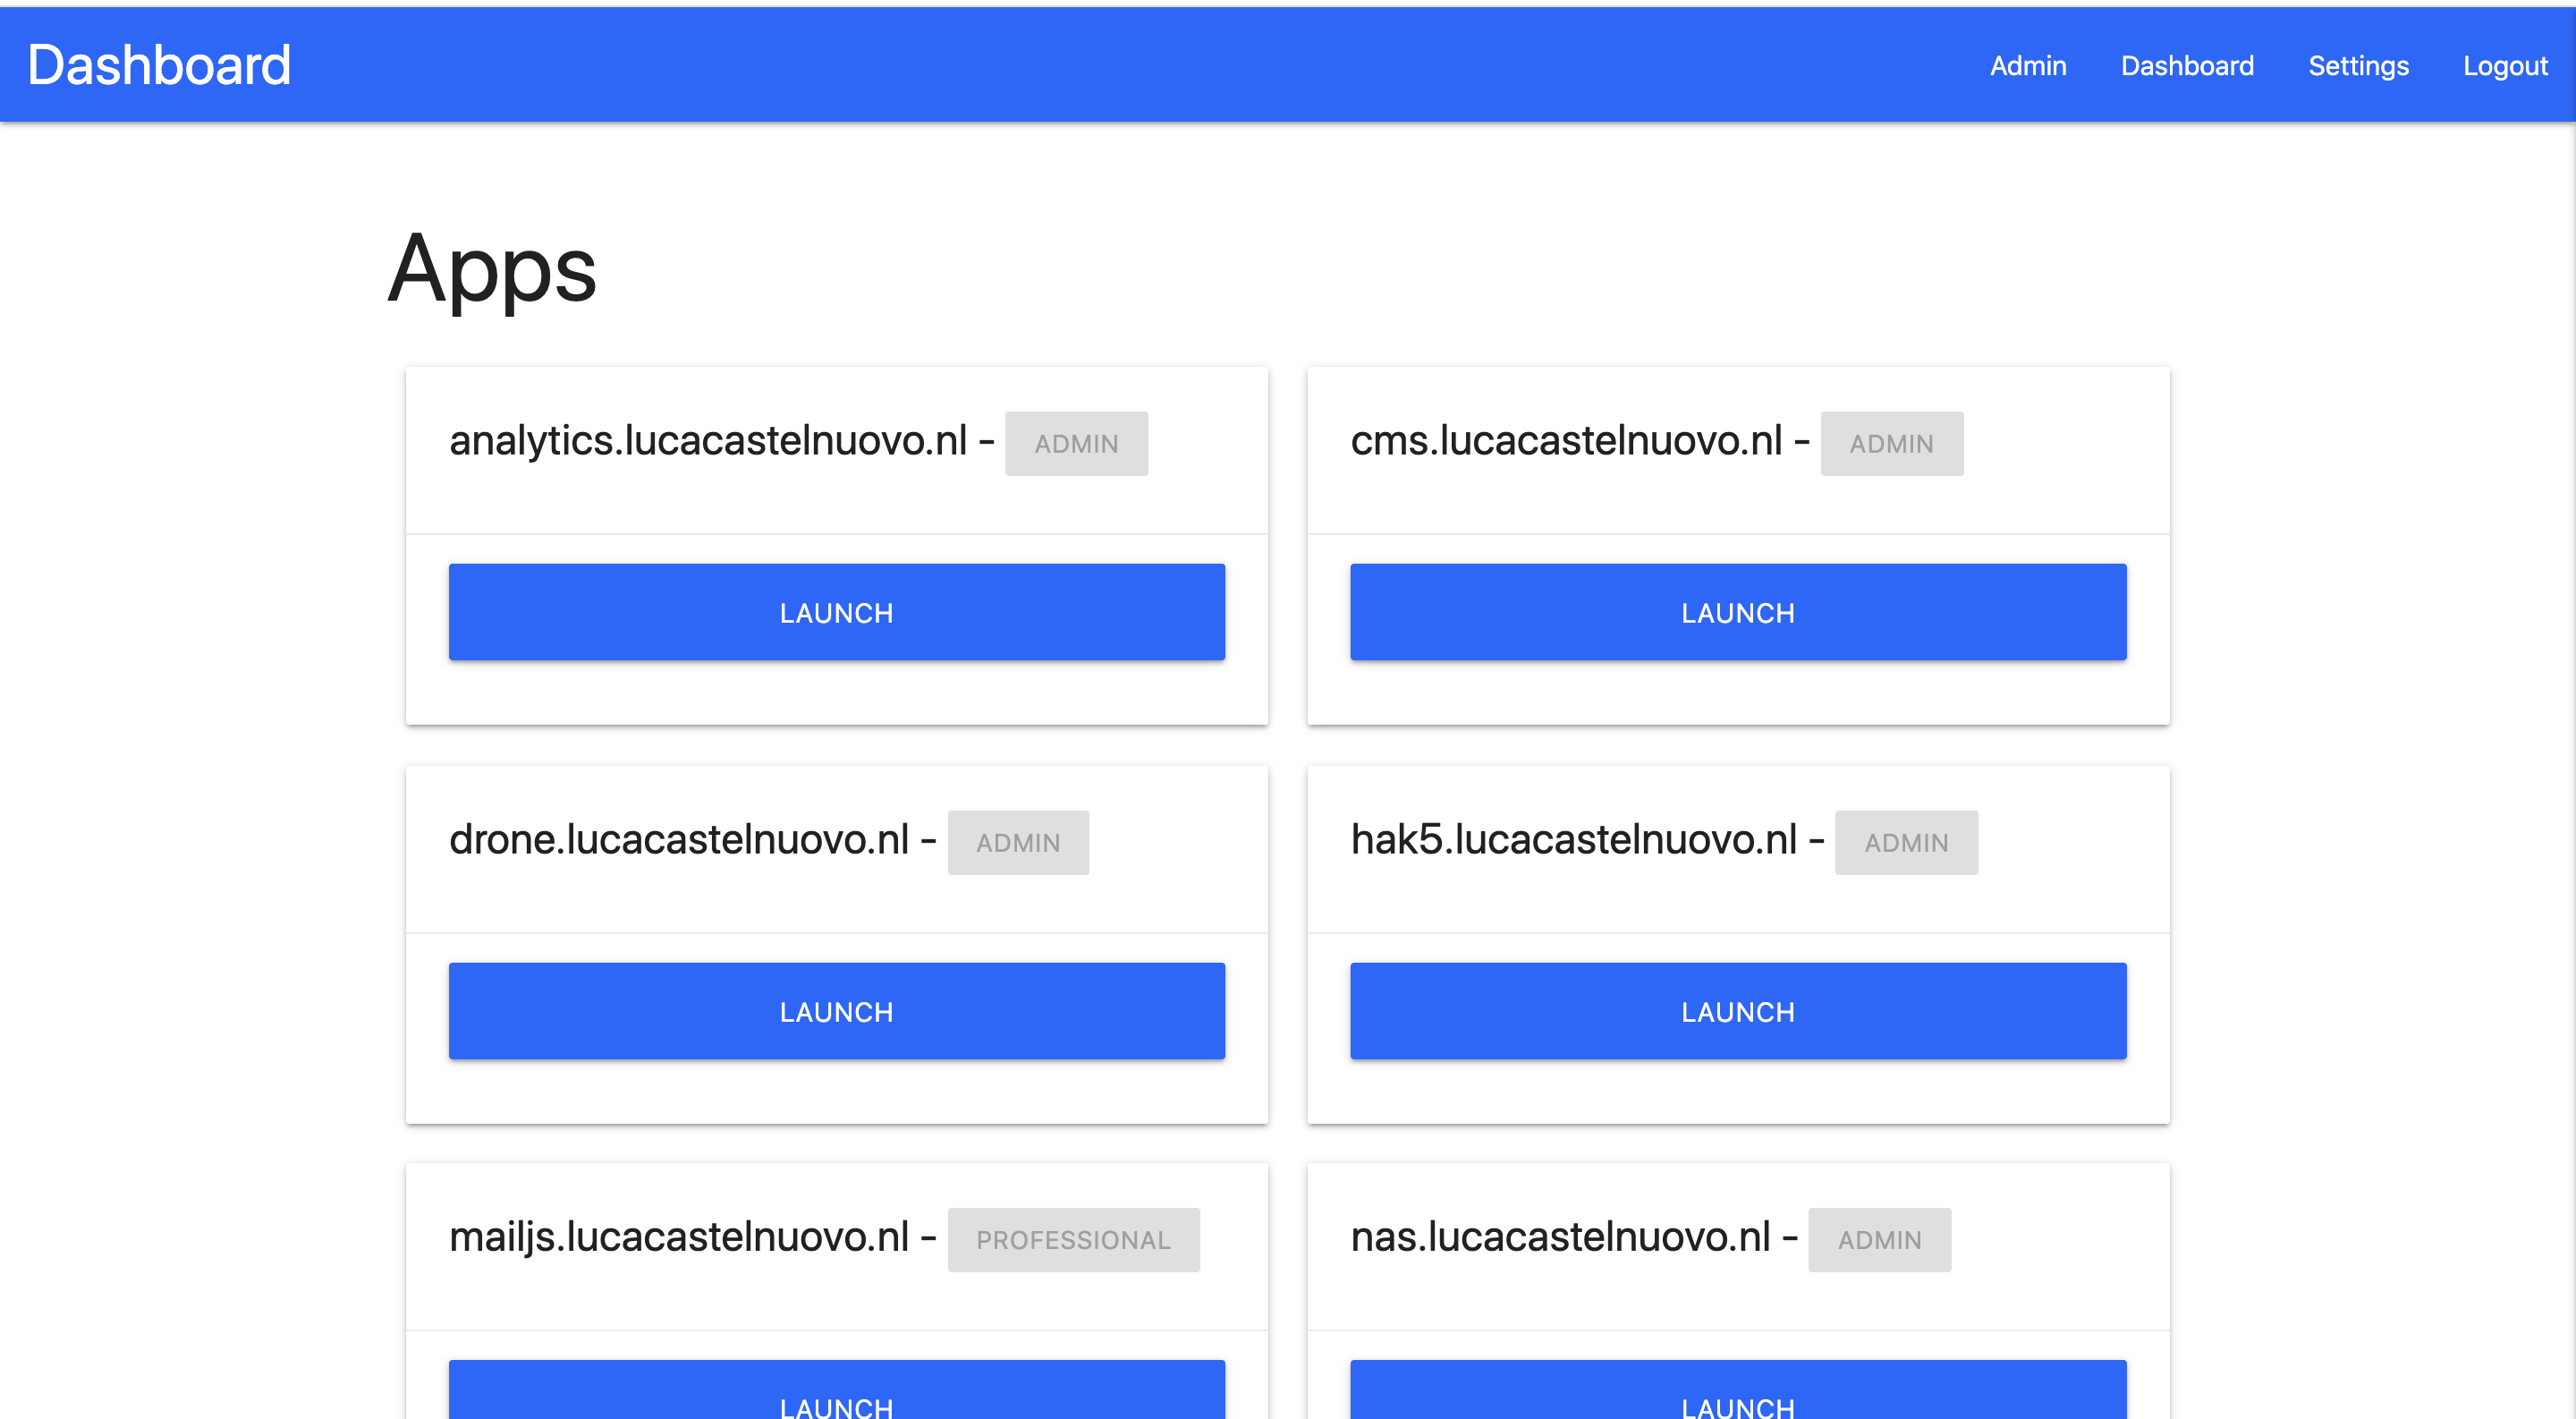 Dashboard
Admin Dashboard Settings Logout
Apps
analytics.lucacastelnuovo.nl - ADMIN
LAUNCH
cms.lucacastelnuovo.nl - ADMIN
LAUNCH
drone.lucacastelnuovo.nl - ADMIN
LAUNCH
hak5.lucacastelnuovo.nl - ADMIN
LAUNCH
mailjs.lucacastelnuovo.nl - PROFESSIONAL
LAUNCH
nas.lucacastelnuovo.nl - ADMIN
LAUNCH